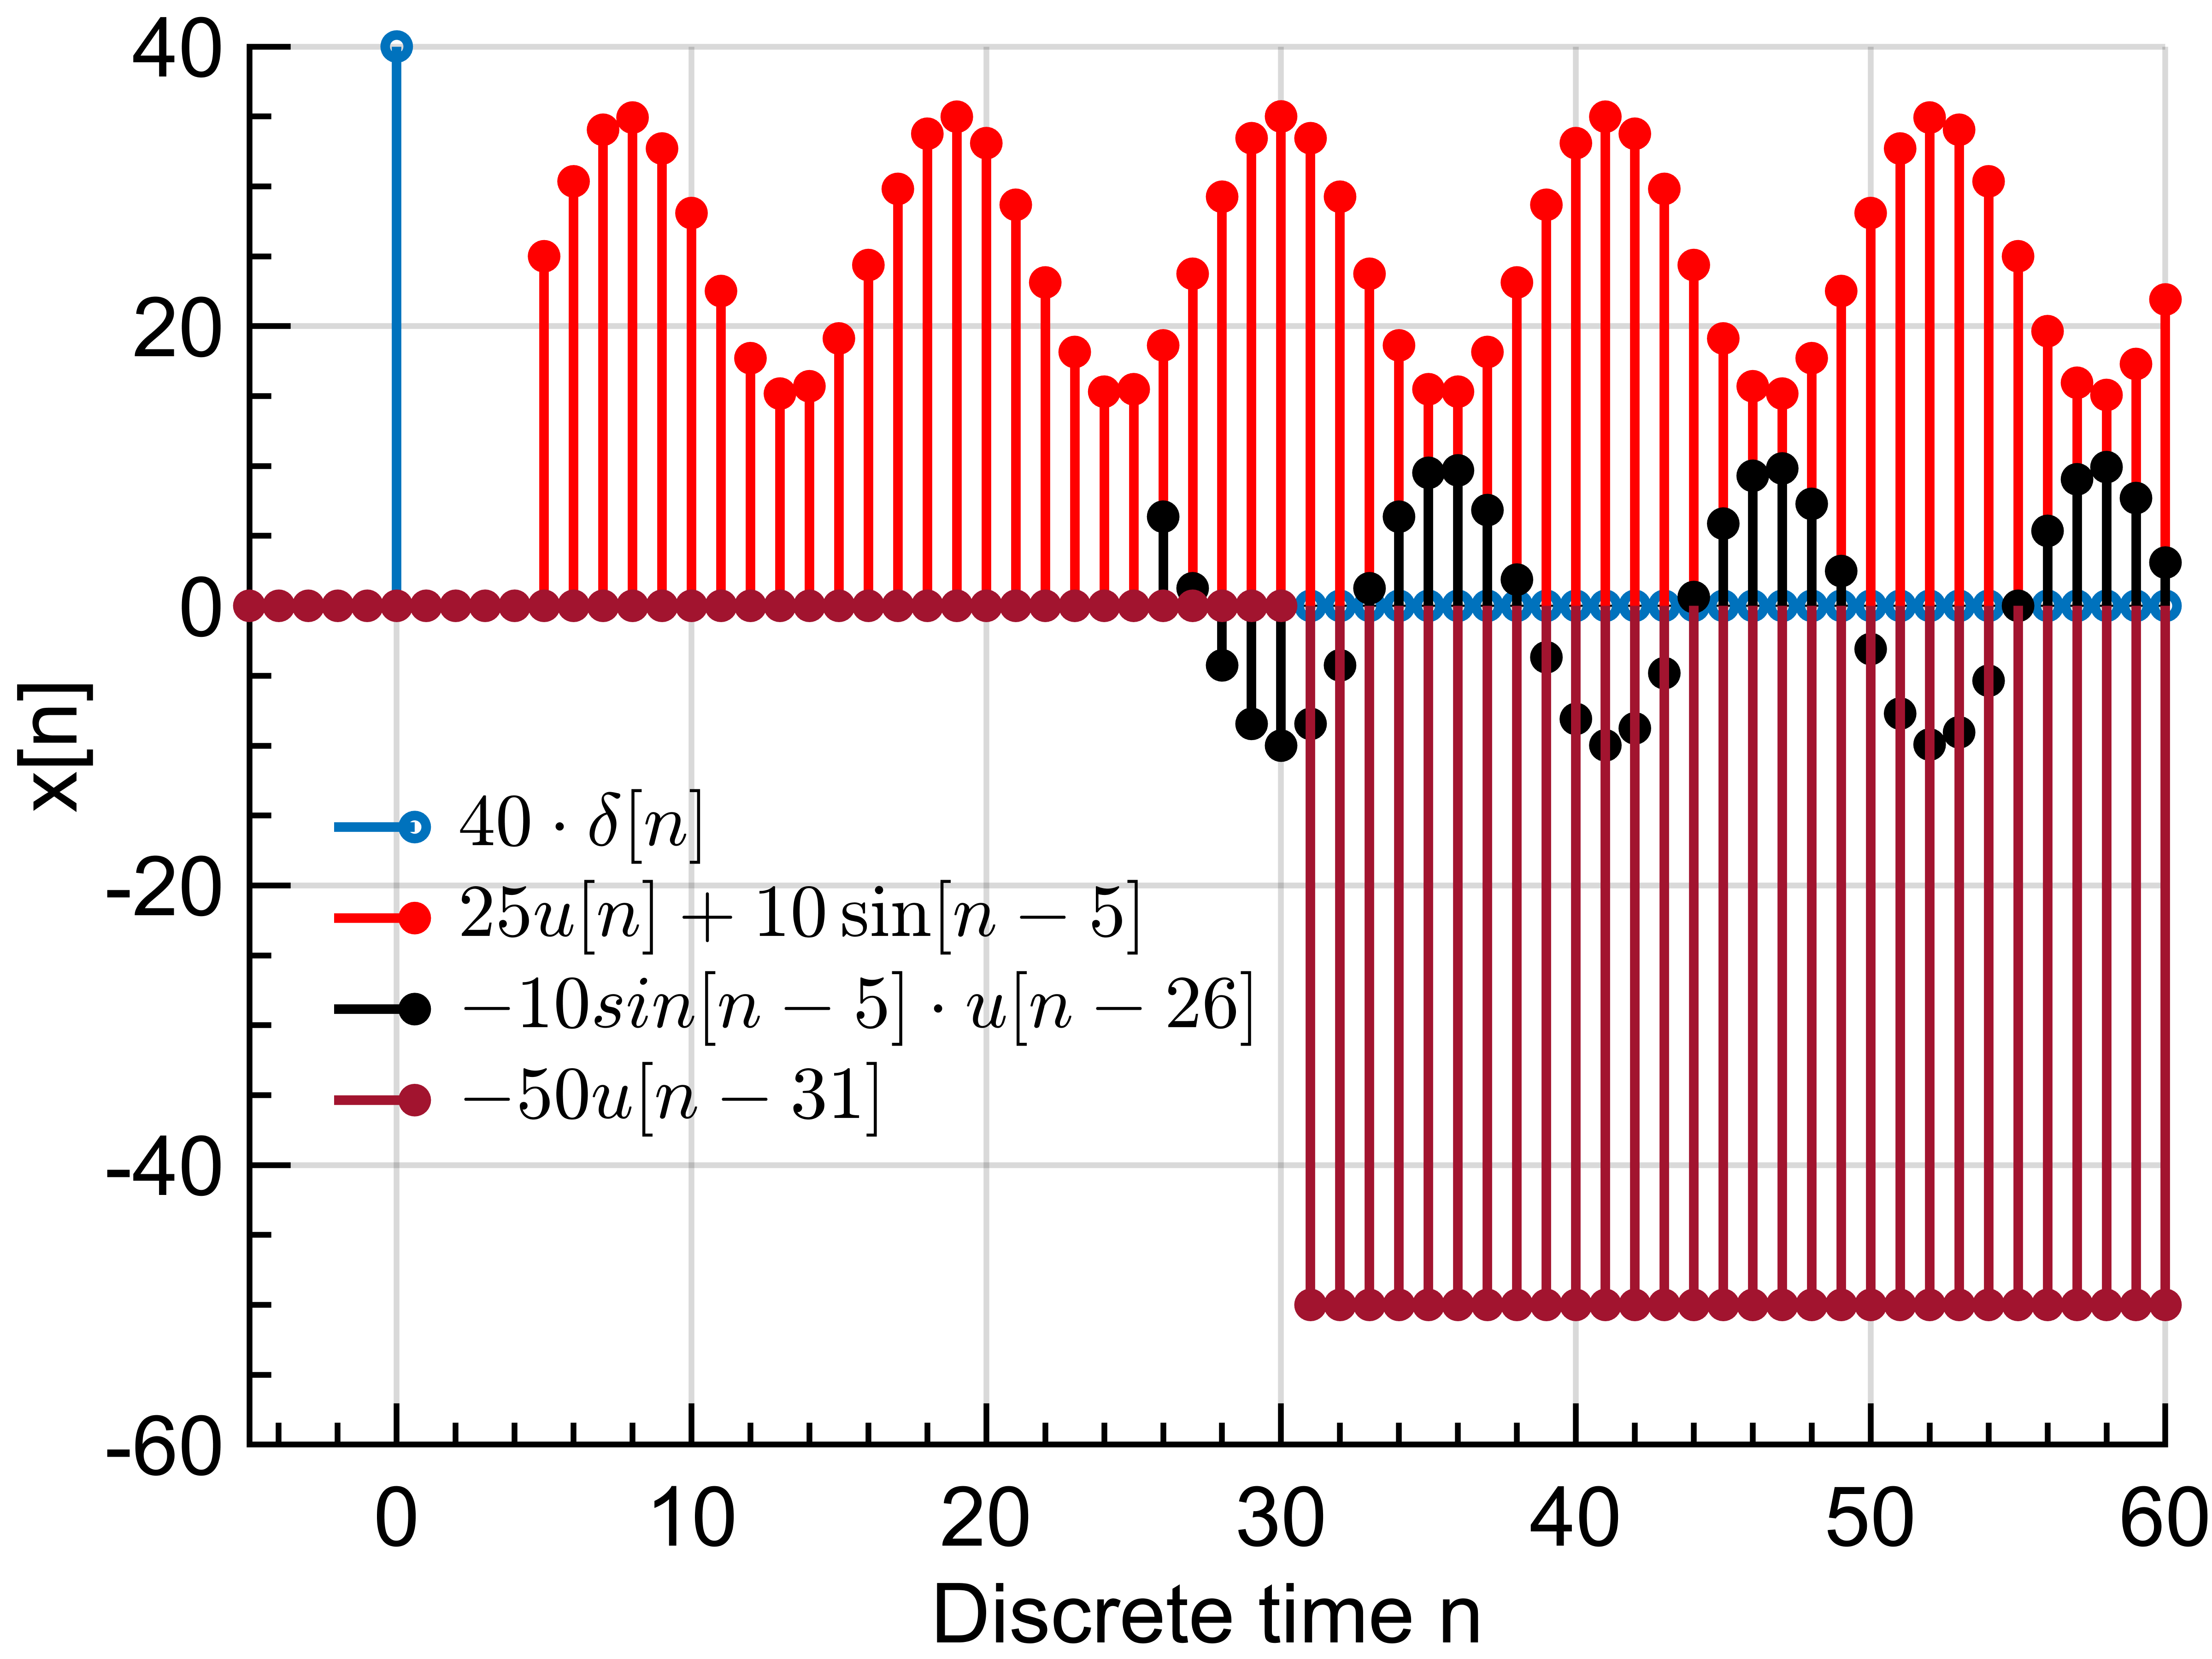 40
20
0
-20
-40
-60
x[n]
40 · δ[n]
25u[n] + 10 sin[n − 5]
−10sin[n − 5] · u[n − 26]
−50u[n − 31]
0 10 20 30 40 50 60
Discrete time n